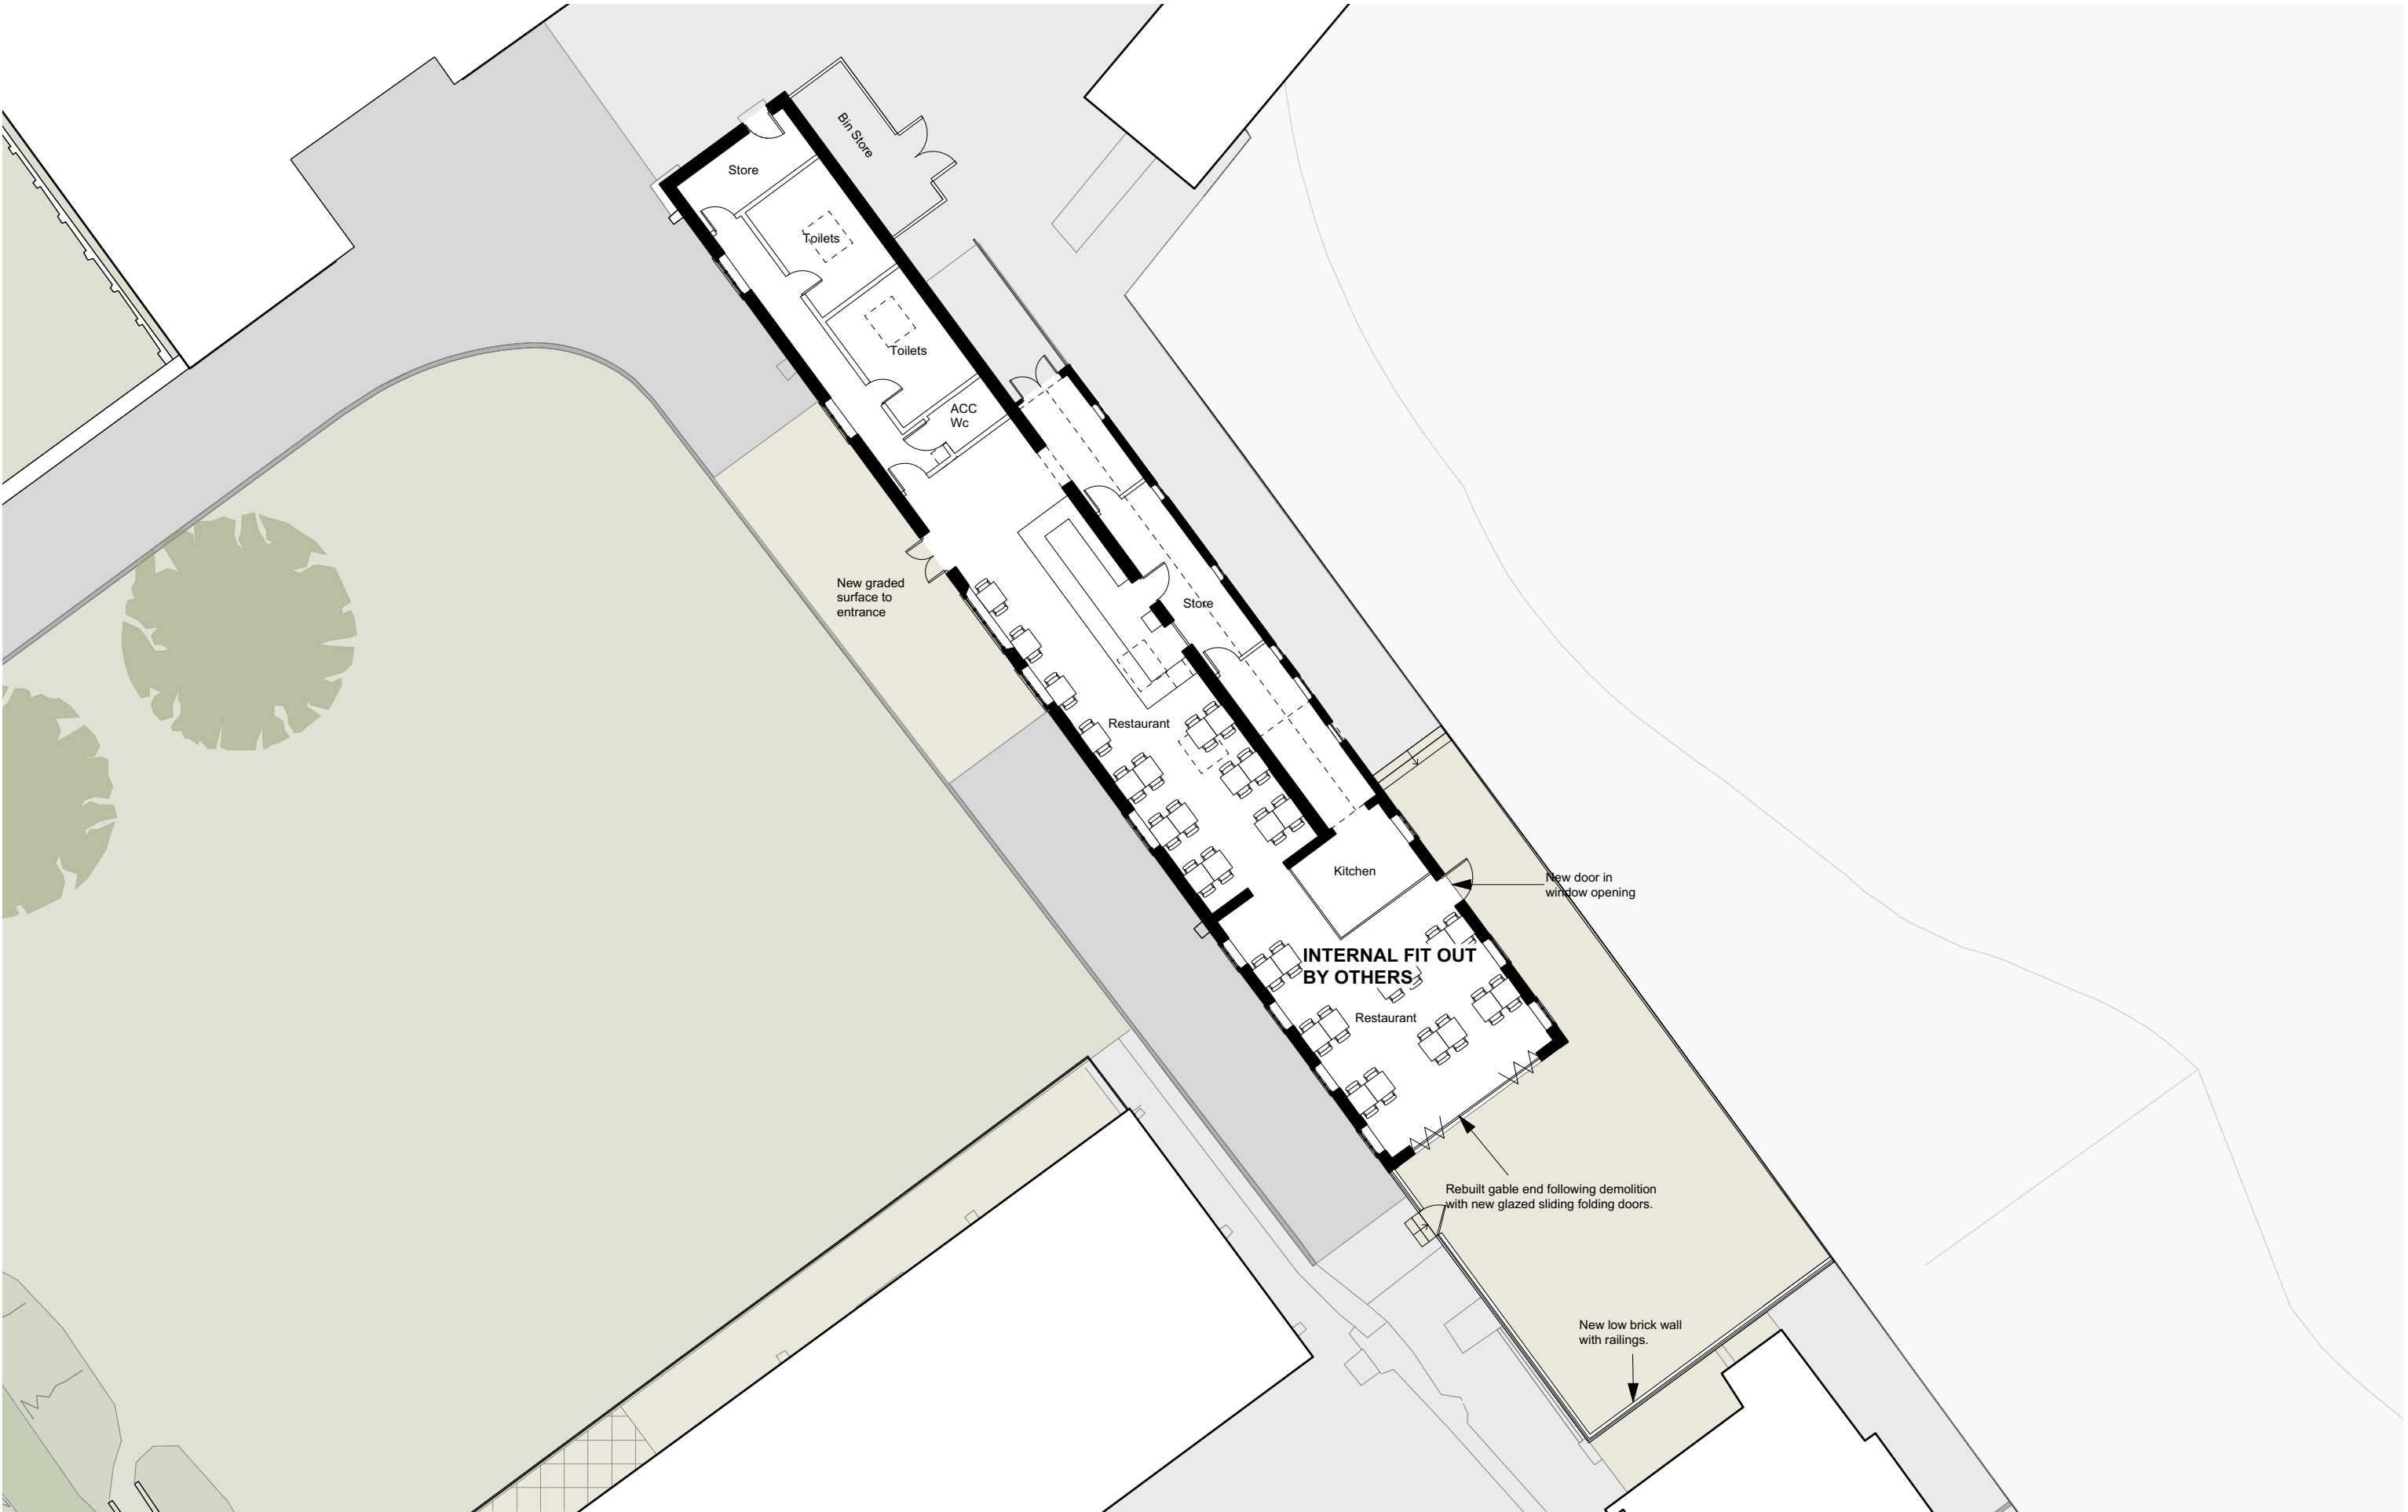 Bin Store
Store
Toilets
Toilets
ACC
Wc
New graded
surface to
entrance
Store
Restaurant
Kitchen
New door in
window opening
INTERNAL FIT OUT
BY OTHERS
Restaurant
Rebuilt gable end following demolition
with new glazed sliding folding doors.
New low brick wall
with railings.